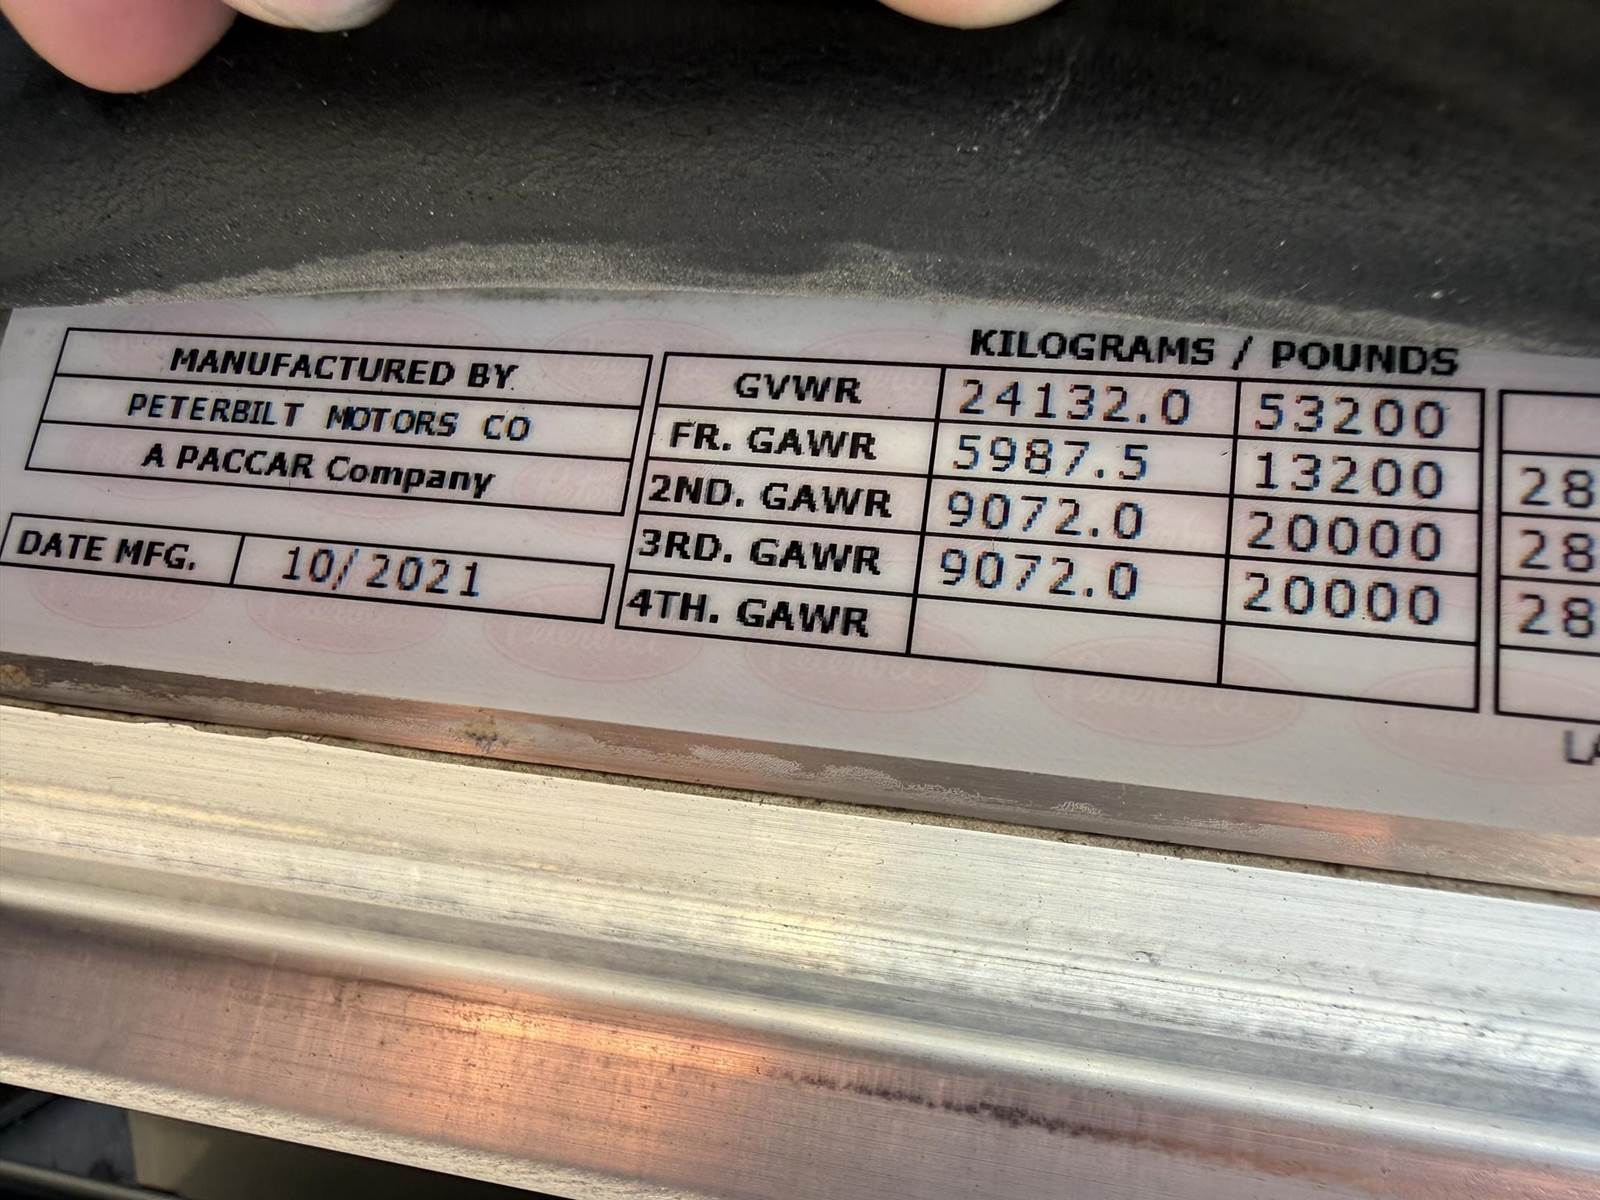 MANUFACTURED BY
PETERBILT MOTORS CO
A PACCAR Company
DATE MFG. 10/2021
KILOGRAMS / POUNDS
GVWR 24132.0 53200
FR. GAWR 5987.5 13200 28
2ND. GAWR 9072.0 20000 28
3RD. GAWR 9072.0 20000 28
4TH. GAWR